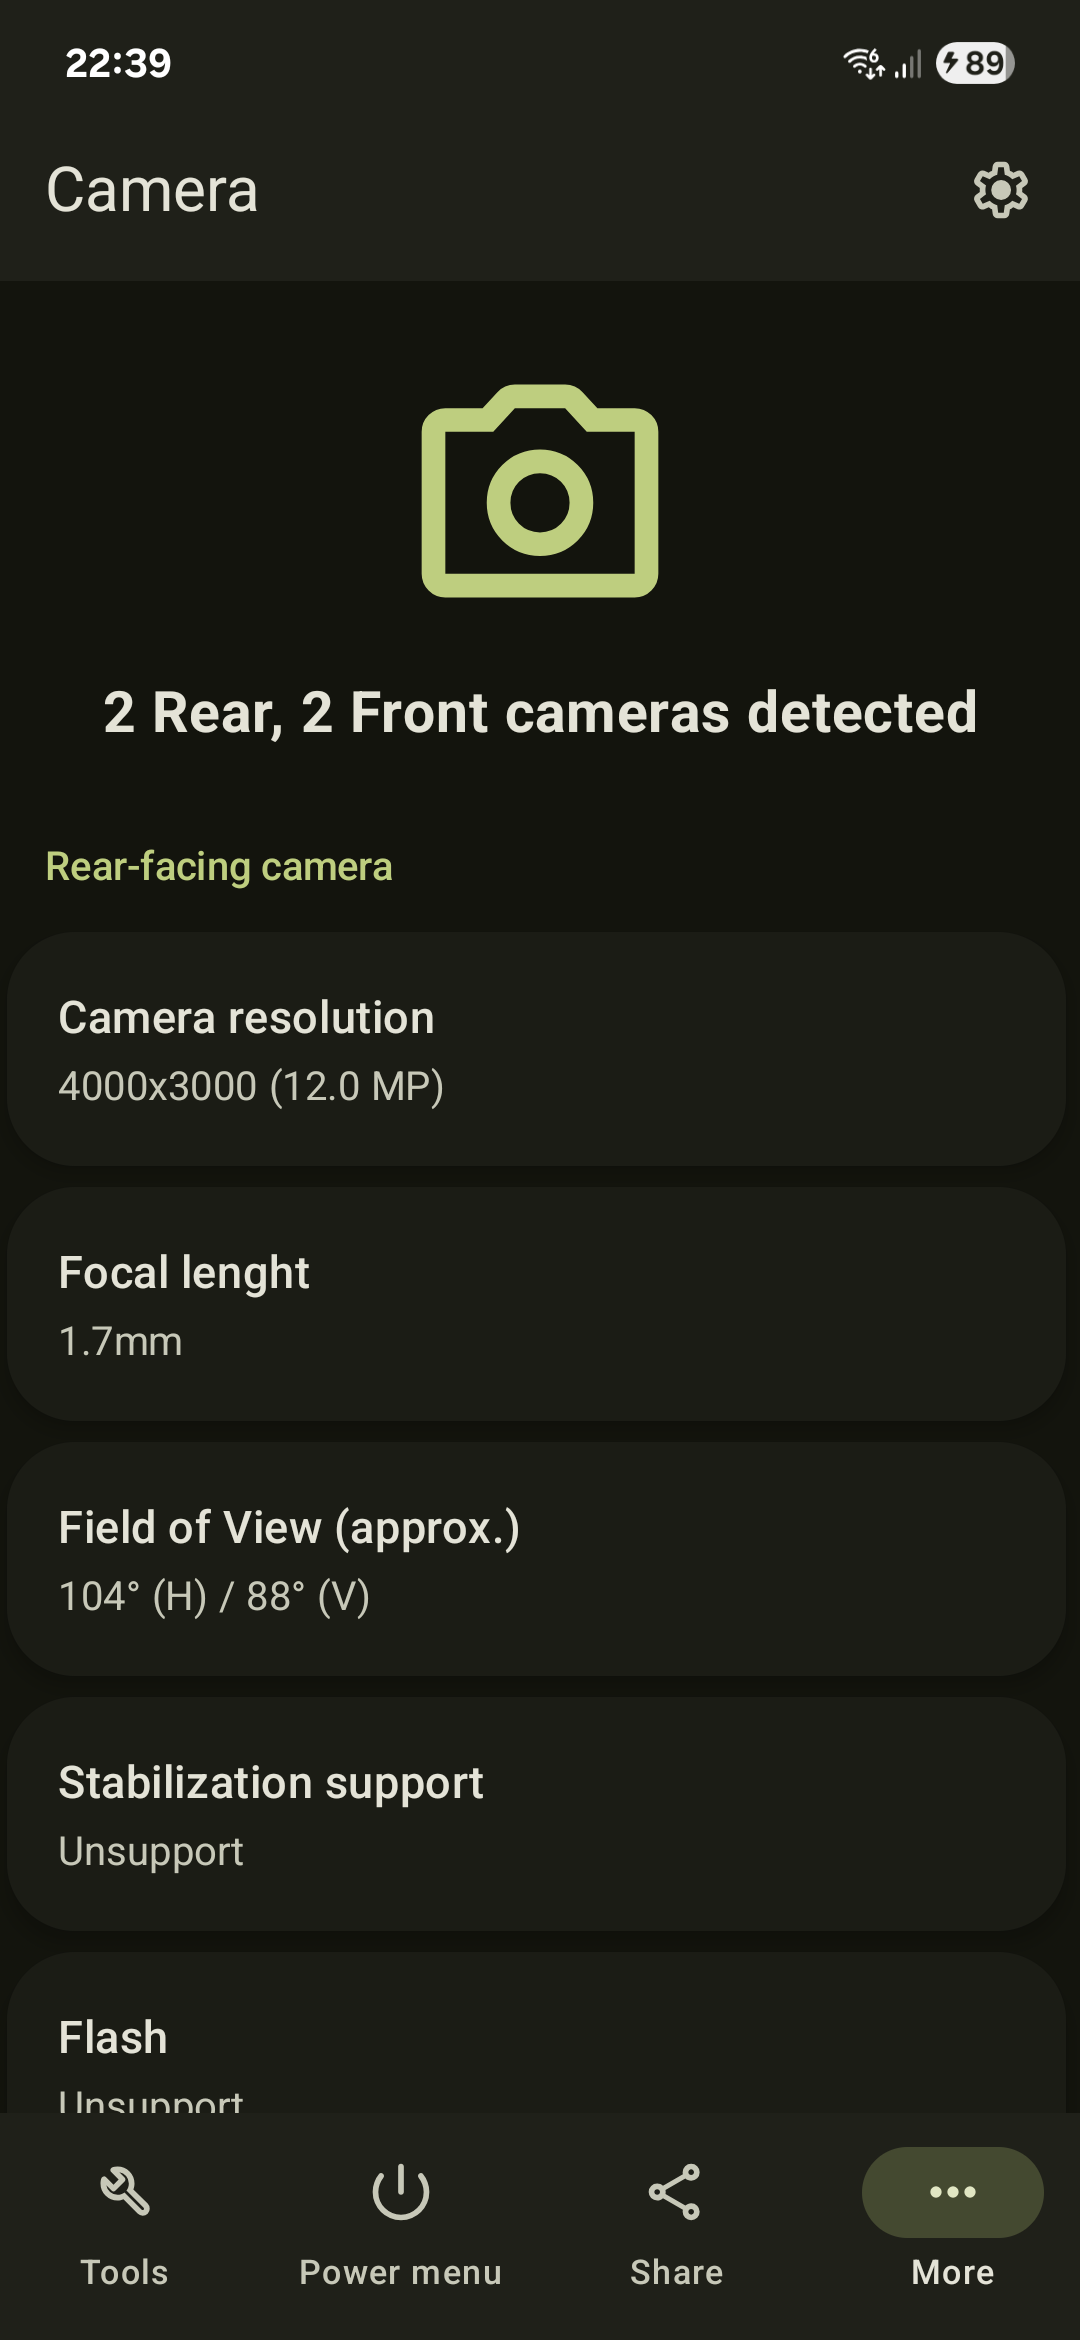 22:39
6
89
Camera
2 Rear, 2 Front cameras detected
Rear-facing camera
Camera resolution
4000x3000 (12.0 MP)
Focal lenght
1.7mm
Field of View (approx.)
104° (H) / 88° (V)
Stabilization support
Unsupport
Flash
Unsupport
Tools
Power menu
Share
More